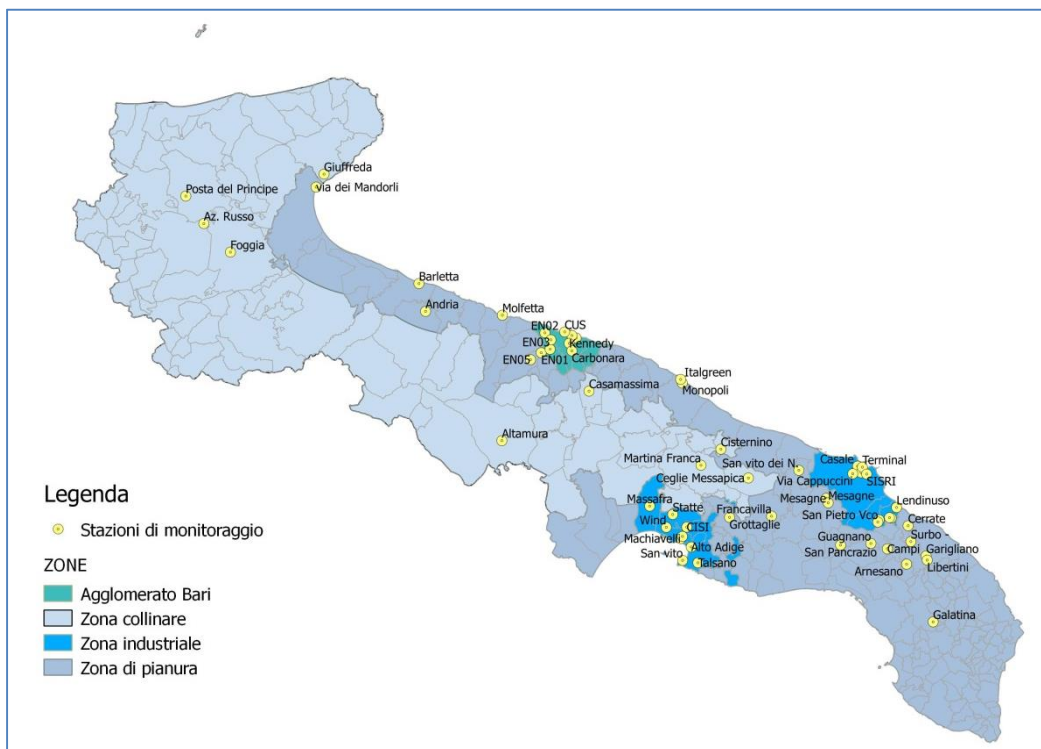 Giuffreda
via dei Mandorli
Posta del Principe
Az. Russo
Foggia
Barletta
Andria
Molfetta
EN02
CUS
EN03
Kennedy
EN05
EN01
Carbonara
Casamassima
Italgreen
Monopoli
Altamura
Cisternino
Martina Franca
San vito dei N.
Ceglie Messapica
Casale
Terminal
Via Cappuccini
SISRI
Massafra
Statte
Francavilla
Grottaglie
Mesagne
Mesagne
Lendinuso
San Pietro Vco
Cerrate
Wind
CISI
Machiavelli
Alto Adige
San vito
Talsano
Guagnano
San Pancrazio
Campi
Surbo -
Garigliano
Libertini
Arnesano
Galatina
Legenda
Stazioni di monitoraggio
ZONE
Agglomerato Bari
Zona collinare
Zona industriale
Zona di pianura